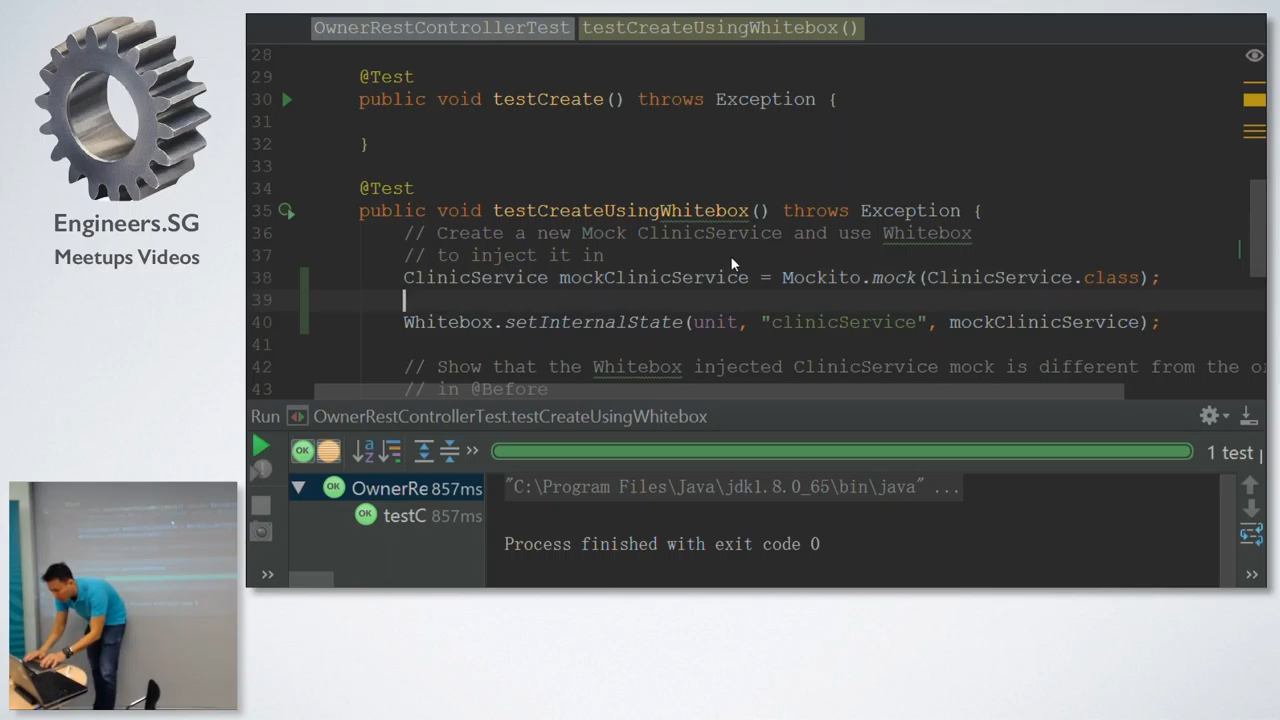 OwnerRestControllerTest testCreateUsingWhitebox()
28
29 @Test
30 public void testCreate() throws Exception {
31
32 }
33
34 @Test
35 public void testCreateUsingWhitebox() throws Exception {
36 // Create a new Mock ClinicService and use Whitebox
37 // to inject it in
38 ClinicService mockClinicService = Mockito.mock(ClinicService.class);
39
40 Whitebox.setInternalState(unit, "clinicService", mockClinicService);
41
42 // Show that the Whitebox injected ClinicService mock is different from the o
43 // in @Before
Run OwnerRestControllerTest.testCreateUsingWhitebox
OK 1 test
OK OwnerRe 857ms
OK testC 857ms
"C:\Program Files\Java\jdk1.8.0_65\bin\java" ...
Process finished with exit code 0
Engineers.SG
Meetups Videos